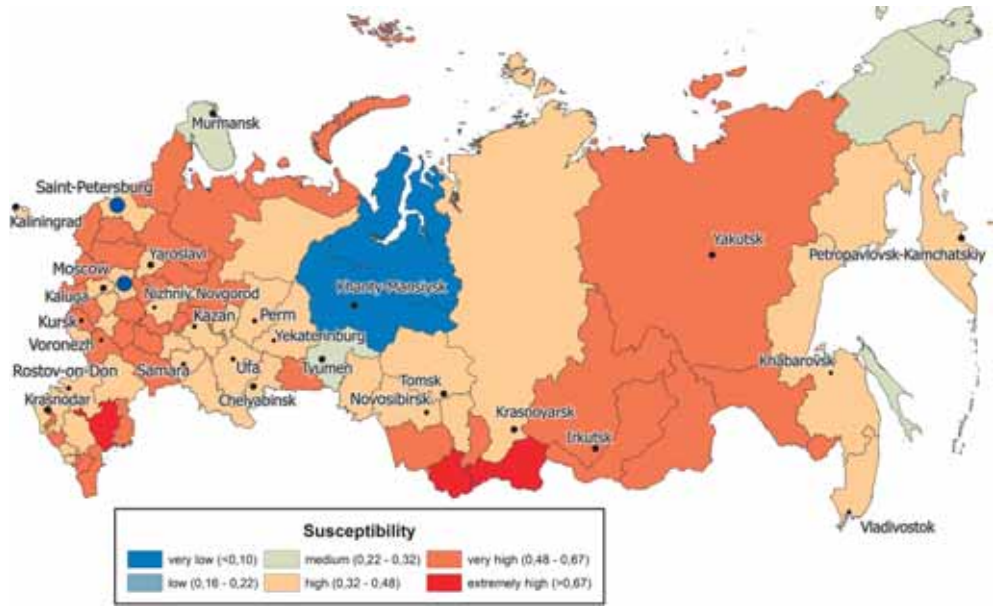 Murmansk
Saint-Petersburg
Kaliningrad
Yaroslavl
Moscow
Kaluga
Nizhniy Novgorod
Kursk
Kazan
Perm
Voronezh
Yekaterinburg
Rostov-on-Don
Samara
Ufa
Tyumen
Krasnodar
Chelyabinsk
Khanty-Mansiysk
Tomsk
Novosibirsk
Krasnoyarsk
Irkutsk
Yakutsk
Petropavlovsk-Kamchatskiy
Khabarovsk
Vladivostok
Susceptibility
very low (<0,10) medium (0,22 - 0,32) very high (0,48 - 0,67)
low (0,16 - 0,22) high (0,32 - 0,48) extremely high (>0,67)